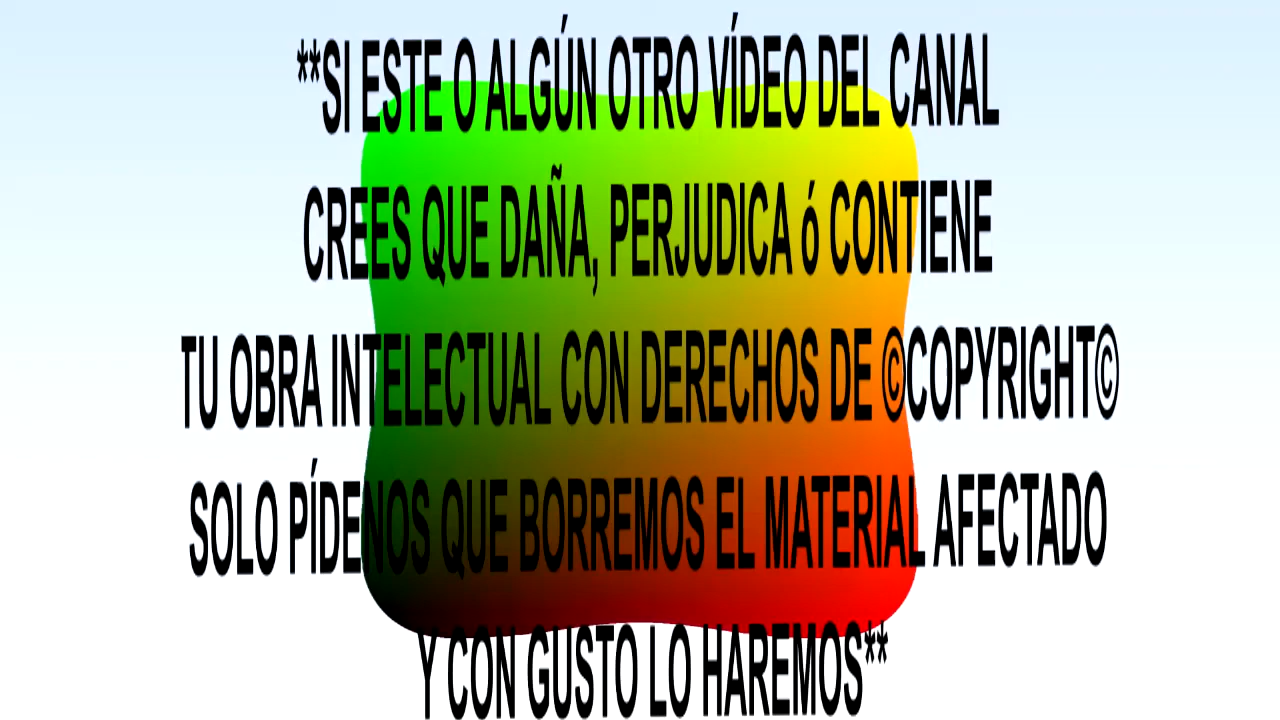 **SI ESTE O ALGÚN OTRO VÍDEO DEL CANAL
CREES QUE DAÑA, PERJUDICA ó CONTIENE
TU OBRA INTELECTUAL CON DERECHOS DE ©COPYRIGHT©
SOLO PÍDENOS QUE BORREMOS EL MATERIAL AFECTADO
Y CON GUSTO LO HAREMOS**